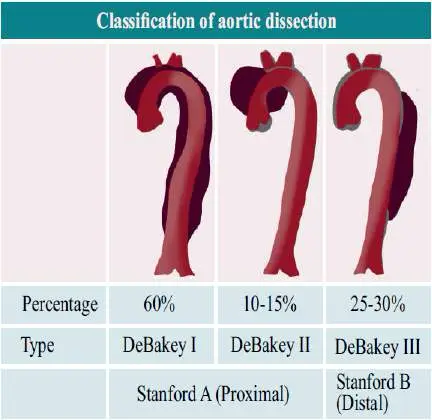 Classification of aortic dissection
Percentage 60% 10-15% 25-30%
Type DeBakey I DeBakey II DeBakey III
Stanford A (Proximal) Stanford B
(Distal)